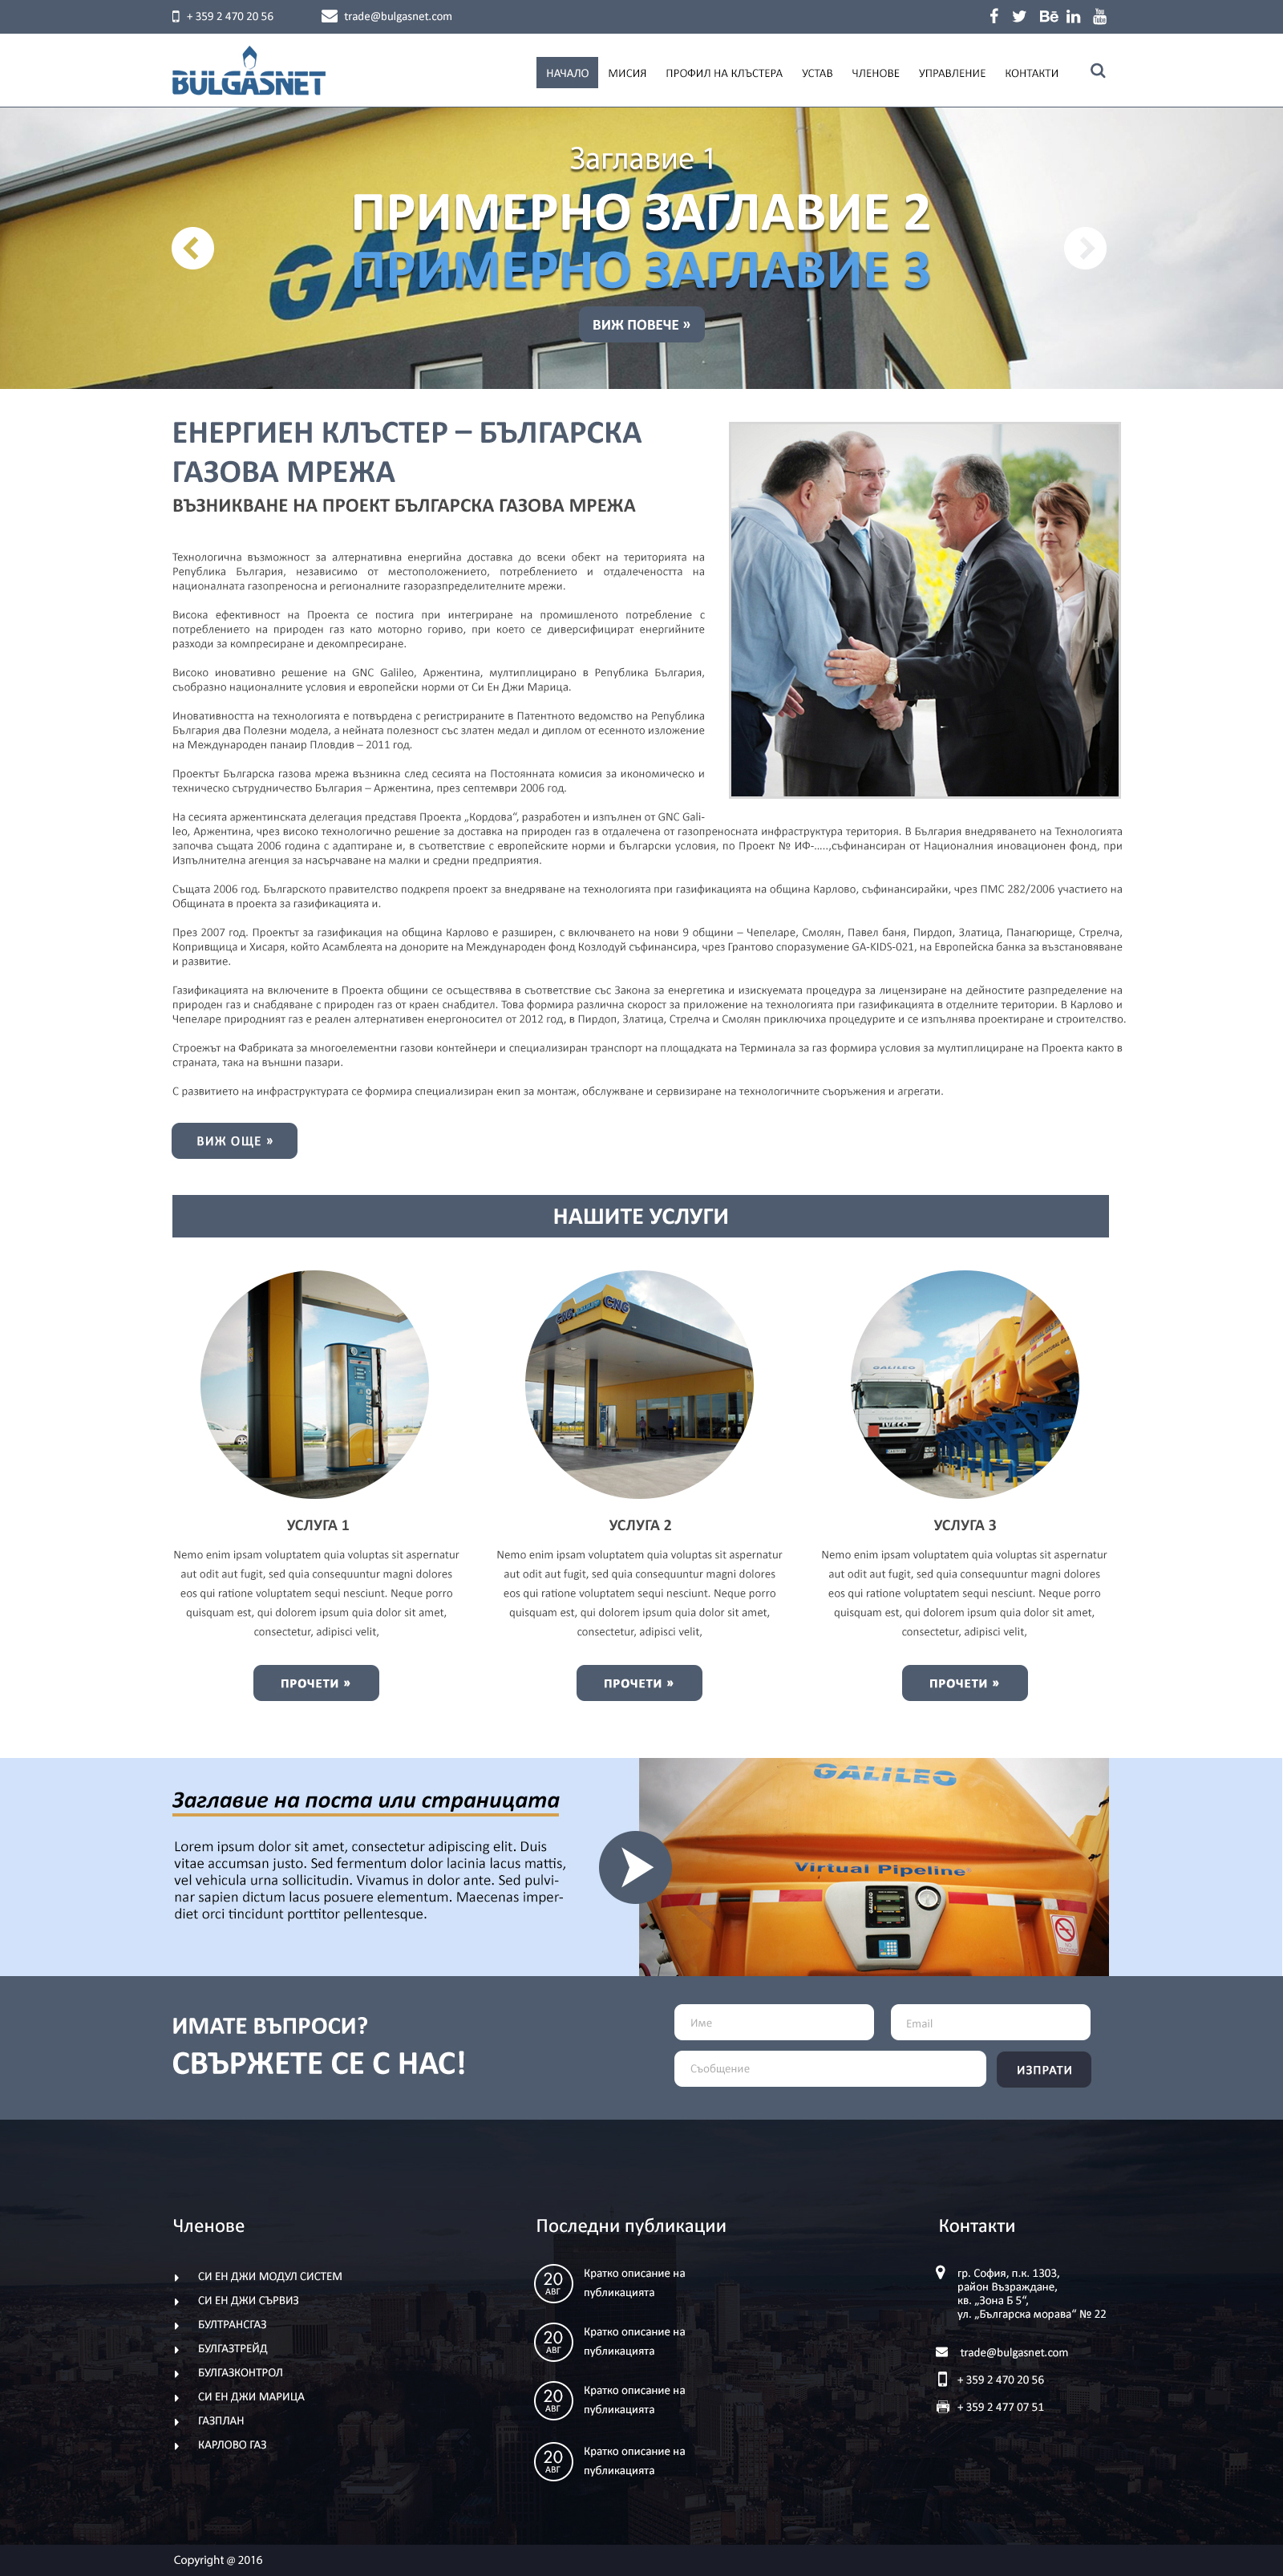 + 359 2 470 20 56
trade@bulgasnet.com
Bē
You Tube
BULGASNET
НАЧАЛО
МИСИЯ
ПРОФИЛ НА КЛЪСТЕРА
УСТАВ
ЧЛЕНОВЕ
УПРАВЛЕНИЕ
КОНТАКТИ
GALILEO
Заглавие 1
ПРИМЕРНО ЗАГЛАВИЕ 2
ПРИМЕРНО ЗАГЛАВИЕ 3
ВИЖ ПОВЕЧЕ »
ЕНЕРГИЕН КЛЪСТЕР – БЪЛГАРСКА
ГАЗОВА МРЕЖА
ВЪЗНИКВАНЕ НА ПРОЕКТ БЪЛГАРСКА ГАЗОВА МРЕЖА
Технологична възможност за алтернативна енергийна доставка до всеки обект на територията на
Република България, независимо от местоположението, потреблението и отдалечеността на
националната газопреносна и регионалните газоразпределителните мрежи.
Висока ефективност на Проекта се постига при интегриране на промишленото потребление с
потреблението на природен газ като моторно гориво, при което се диверсифицират енергийните
разходи за компресиране и декомпресиране.
Високо иновативно решение на GNC Galileo, Аржентина, мултиплицирано в Република България,
съобразно националните условия и европейски норми от Си Ен Джи Марица.
Иновативността на технологията е потвърдена с регистрираните в Патентното ведомство на Република
България два Полезни модела, а нейната полезност със златен медал и диплом от есенното изложение
на Международен панаир Пловдив – 2011 год.
Проектът Българска газова мрежа възникна след сесията на Постоянната комисия за икономическо и
техническо сътрудничество България – Аржентина, през септември 2006 год.
На сесията аржентинската делегация представя Проекта „Кордова“, разработен и изпълнен от GNC Gali-
leo, Аржентина, чрез високо технологично решение за доставка на природен газ в отдалечена от газопреносната инфраструктура територия. В България внедряването на Технологията
започва същата 2006 година с адаптиране и, в съответствие с европейските норми и български условия, по Проект № ИФ-…..,съфинансиран от Националния иновационен фонд, при
Изпълнителна агенция за насърчаване на малки и средни предприятия.
Същата 2006 год. Българското правителство подкрепя проект за внедряване на технологията при газификацията на община Карлово, съфинансирайки, чрез ПМС 282/2006 участието на
Общината в проекта за газификацията и.
През 2007 год. Проектът за газификация на община Карлово е разширен, с включването на нови 9 общини – Чепеларе, Смолян, Павел баня, Пирдоп, Златица, Панагюрище, Стрелча,
Копривщица и Хисаря, който Асамблеята на донорите на Международен фонд Козлодуй съфинансира, чрез Грантово споразумение GA-KIDS-021, на Европейска банка за възстановяване
и развитие.
Газификацията на включените в Проекта общини се осъществява в съответствие със Закона за енергетика и изискуемата процедура за лицензиране на дейностите разпределение на
природен газ и снабдяване с природен газ от краен снабдител. Това формира различна скорост за приложение на технологията при газификацията в отделните територии. В Карлово и
Чепеларе природният газ е реален алтернативен енергоносител от 2012 год, в Пирдоп, Златица, Стрелча и Смолян приключиха процедурите и се изпълнява проектиране и строителство.
Строежът на Фабриката за многоелементни газови контейнери и специализиран транспорт на площадката на Терминала за газ формира условия за мултиплициране на Проекта както в
страната, така на външни пазари.
С развитието на инфраструктурата се формира специализиран екип за монтаж, обслужване и сервизиране на технологичните съоръжения и агрегати.
ВИЖ ОЩЕ »
НАШИТЕ УСЛУГИ
GALILEO
CNG
GALILEO
IVECO
УСЛУГА 1
УСЛУГА 2
УСЛУГА 3
Nemo enim ipsam voluptatem quia voluptas sit aspernatur
aut odit aut fugit, sed quia consequuntur magni dolores
eos qui ratione voluptatem sequi nesciunt. Neque porro
quisquam est, qui dolorem ipsum quia dolor sit amet,
consectetur, adipisci velit,
Nemo enim ipsam voluptatem quia voluptas sit aspernatur
aut odit aut fugit, sed quia consequuntur magni dolores
eos qui ratione voluptatem sequi nesciunt. Neque porro
quisquam est, qui dolorem ipsum quia dolor sit amet,
consectetur, adipisci velit,
Nemo enim ipsam voluptatem quia voluptas sit aspernatur
aut odit aut fugit, sed quia consequuntur magni dolores
eos qui ratione voluptatem sequi nesciunt. Neque porro
quisquam est, qui dolorem ipsum quia dolor sit amet,
consectetur, adipisci velit,
ПРОЧЕТИ »
ПРОЧЕТИ »
ПРОЧЕТИ »
Заглавие на поста или страницата
Lorem ipsum dolor sit amet, consectetur adipiscing elit. Duis
vitae accumsan justo. Sed fermentum dolor lacinia lacus mattis,
vel vehicula urna sollicitudin. Vivamus in dolor ante. Sed pulvi-
nar sapien dictum lacus posuere elementum. Maecenas imper-
diet orci tincidunt porttitor pellentesque.
GALILEO
Virtual Pipeline
ИМАТЕ ВЪПРОСИ?
СВЪРЖЕТЕ СЕ С НАС!
Име
Email
Съобщение
ИЗПРАТИ
Членове
СИ ЕН ДЖИ МОДУЛ СИСТЕМ
СИ ЕН ДЖИ СЪРВИЗ
БУЛТРАНСГАЗ
БУЛГАЗТРЕЙД
БУЛГАЗКОНТРОЛ
СИ ЕН ДЖИ МАРИЦА
ГАЗПЛАН
КАРЛОВО ГАЗ
Последни публикации
20 АВГ
Кратко описание на
публикацията
20 АВГ
Кратко описание на
публикацията
20 АВГ
Кратко описание на
публикацията
20 АВГ
Кратко описание на
публикацията
Контакти
гр. София, п.к. 1303,
район Възраждане,
кв. „Зона Б 5“,
ул. „Българска морава“ № 22
trade@bulgasnet.com
+ 359 2 470 20 56
+ 359 2 477 07 51
Copyright @ 2016